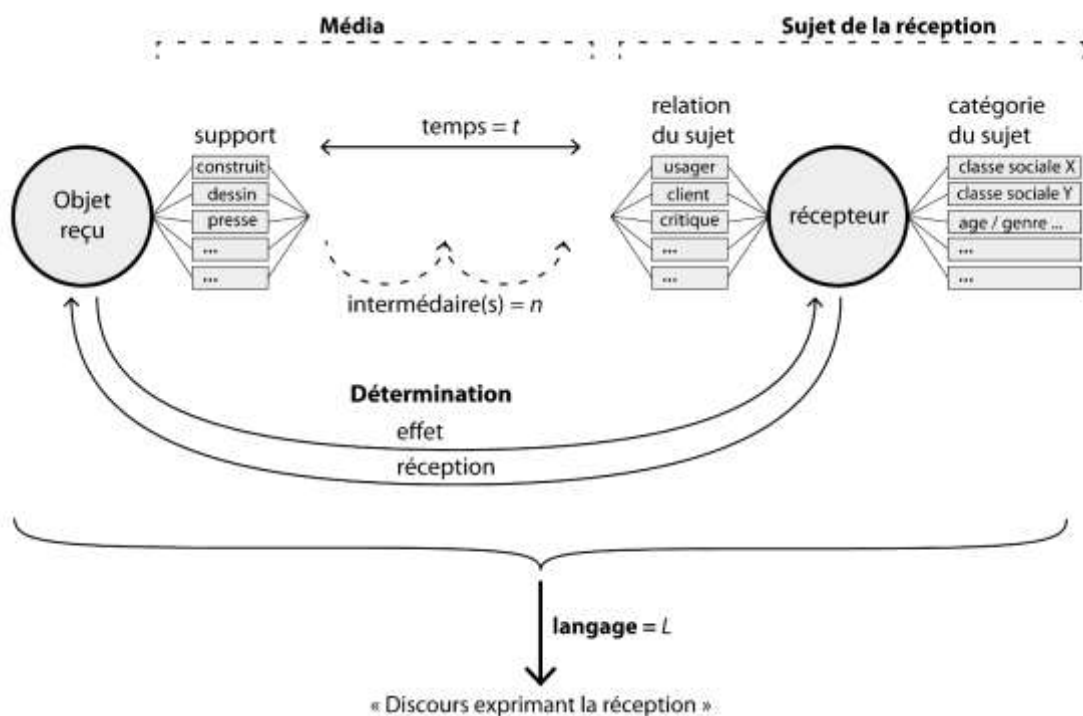 Média
Sujet de la réception
support
construit
dessin
presse
...
...
temps = t
intermédaire(s) = n
relation
du sujet
usager
client
critique
...
...
catégorie
du sujet
classe sociale X
classe sociale Y
age / genre ...
...
...
Objet
reçu
récepteur
Détermination
effet
réception
langage = L
« Discours exprimant la réception »